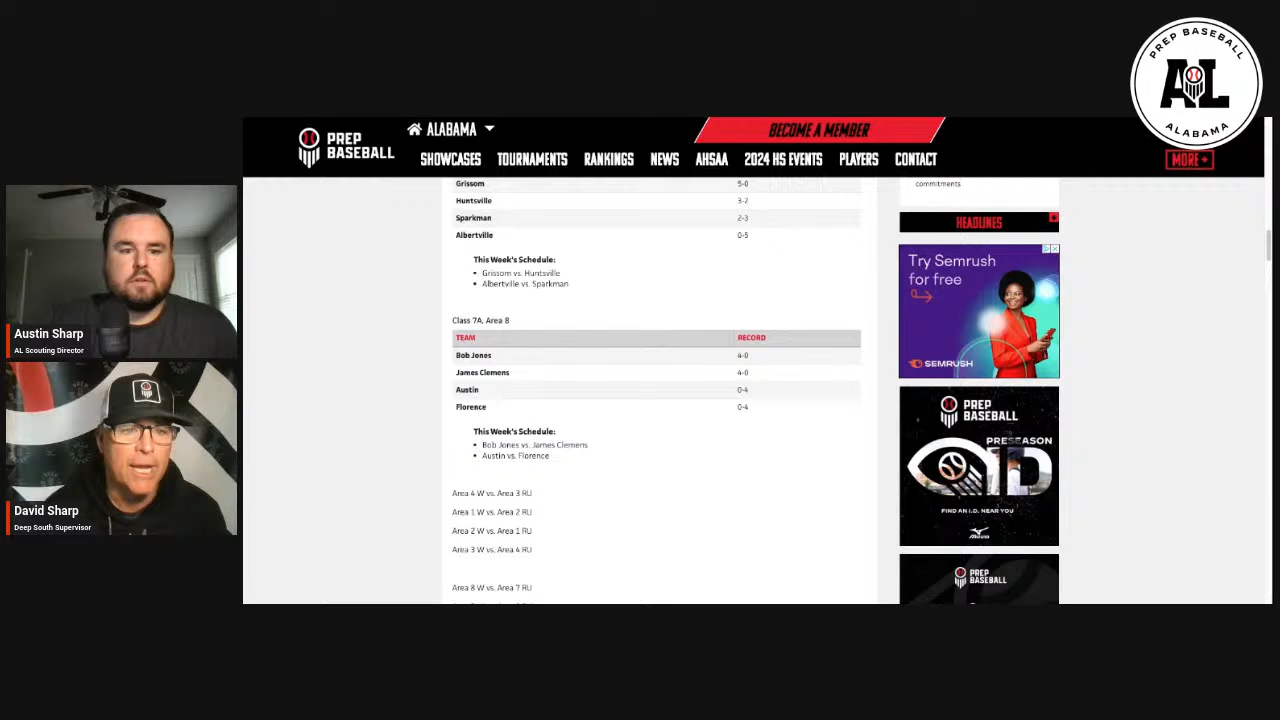 PREP BASEBALL
AL
ALABAMA
PREP
BASEBALL
ALABAMA
BECOME A MEMBER
SHOWCASES TOURNAMENTS RANKINGS NEWS AHSAA 2024 HS EVENTS PLAYERS CONTACT
MORE +
Grissom 5-0
Huntsville 3-2
Sparkman 2-3
Albertville 0-5
This Week's Schedule:
• Grissom vs. Huntsville
• Albertville vs. Sparkman
Class 7A, Area 8
TEAM RECORD
Bob Jones 4-0
James Clemens 4-0
Austin 0-4
Florence 0-4
This Week's Schedule:
• Bob Jones vs. James Clemens
• Austin vs. Florence
Area 4 W vs. Area 3 RU
Area 1 W vs. Area 2 RU
Area 2 W vs. Area 1 RU
Area 3 W vs. Area 4 RU
Area 8 W vs. Area 7 RU
commitments
HEADLINES
Try Semrush
for free
SEMRUSH
PREP
BASEBALL
PRESEASON
ID
FIND AN I.D. NEAR YOU
MIZUNO
PREP
BASEBALL
Austin Sharp
AL Scouting Director
David Sharp
Deep South Supervisor